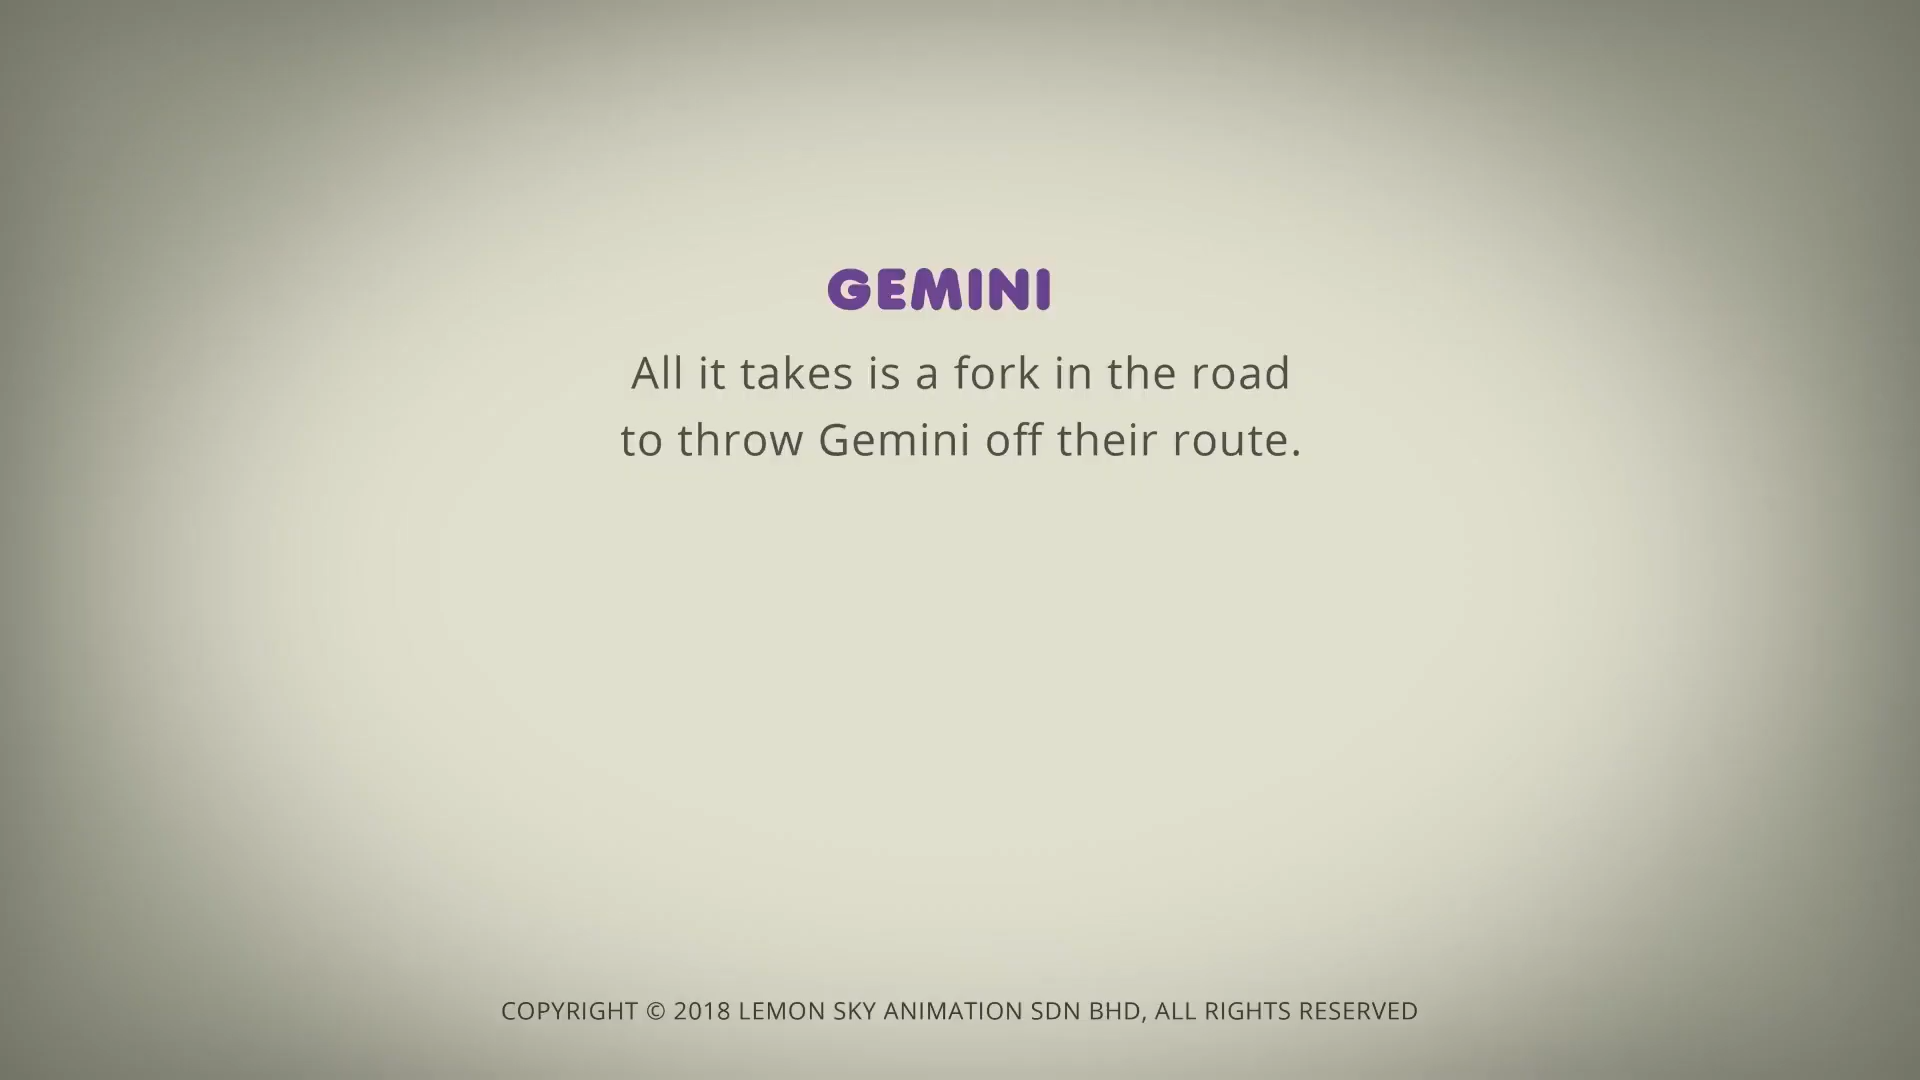 GEMINI
All it takes is a fork in the road
to throw Gemini off their route.
COPYRIGHT © 2018 LEMON SKY ANIMATION SDN BHD, ALL RIGHTS RESERVED